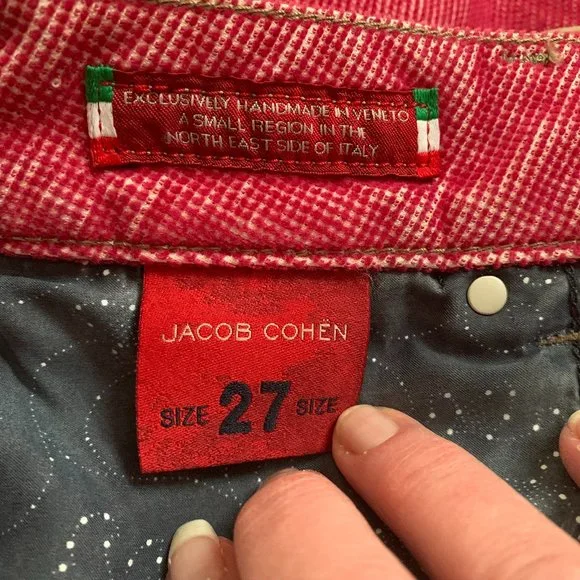 EXCLUSIVELY HANDMADE IN VENETO
A SMALL REGION IN THE
NORTH EAST SIDE OF ITALY
JACOB COHËN
SIZE 27 SIZE